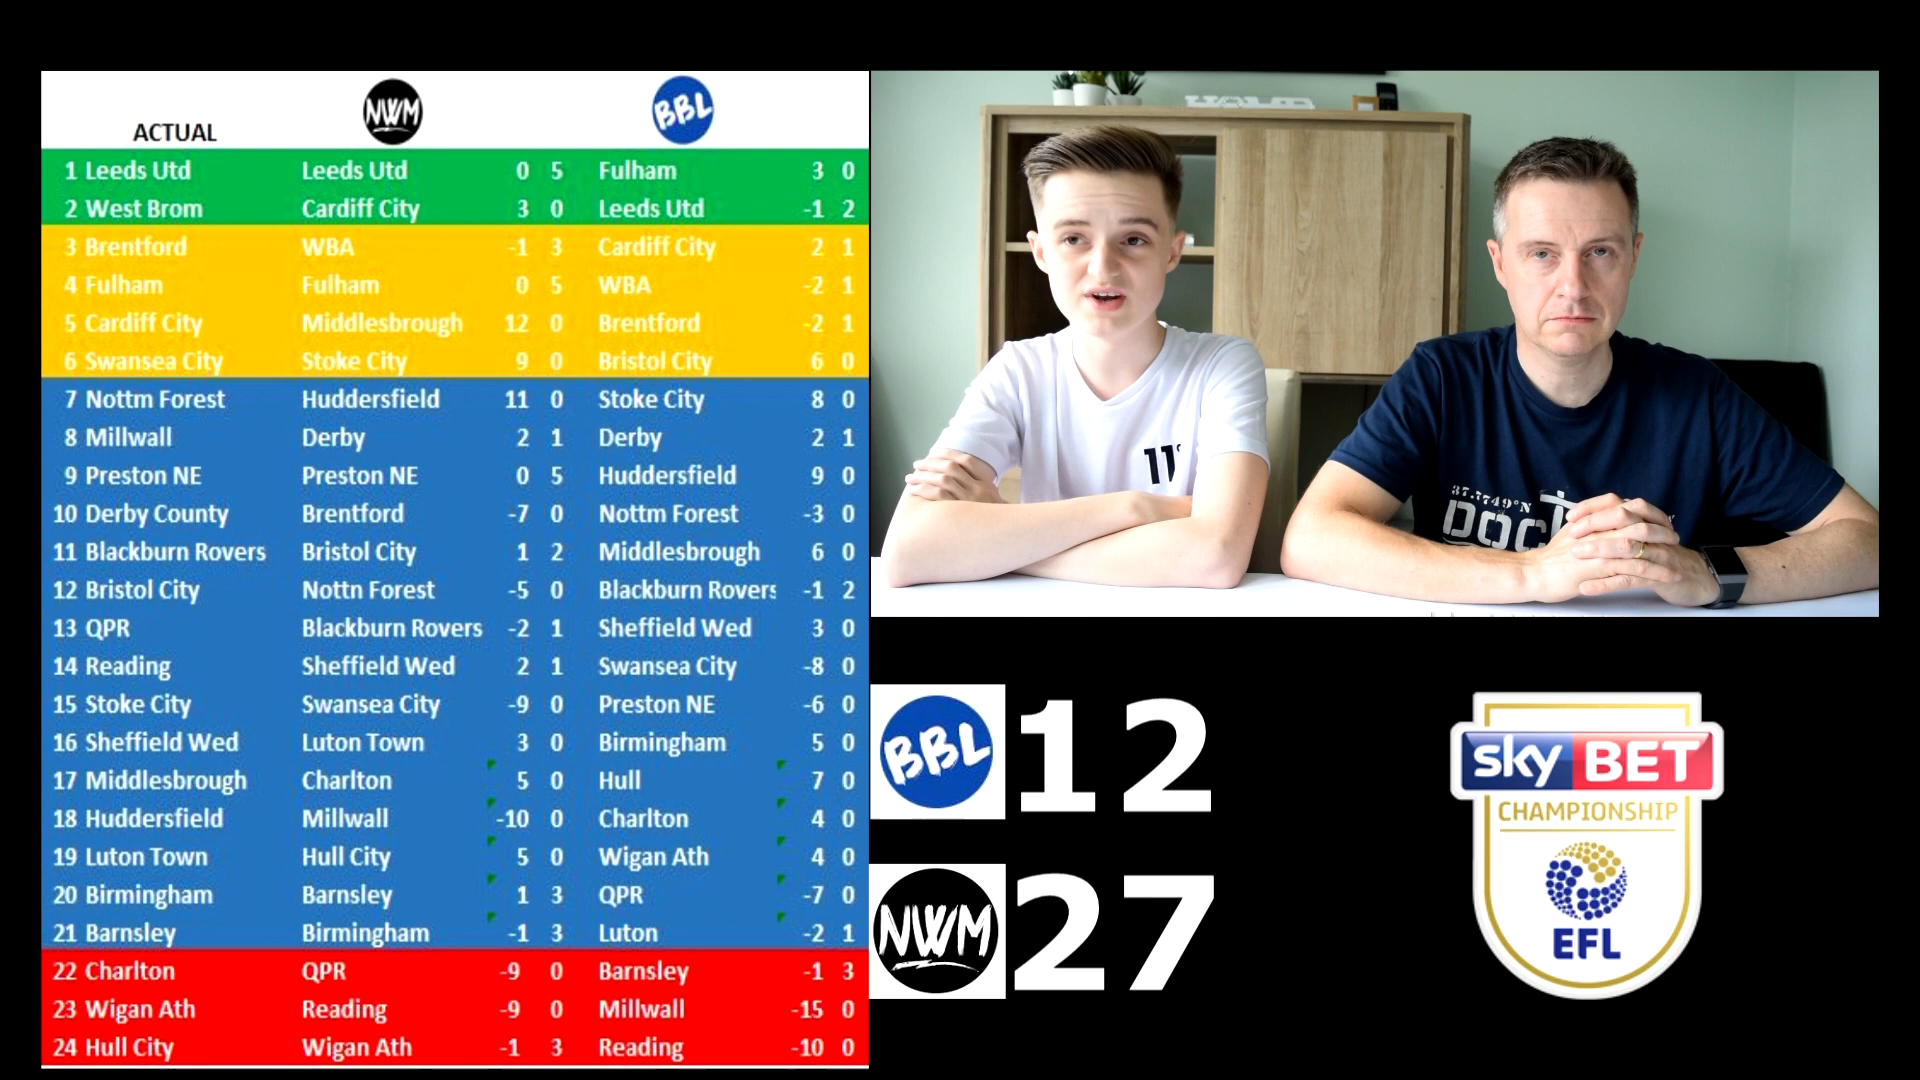 ACTUAL NWM BBL
1 Leeds Utd Leeds Utd 0 5 Fulham 3 0
2 West Brom Cardiff City 3 0 Leeds Utd -1 2
3 Brentford WBA -1 3 Cardiff City 2 1
4 Fulham Fulham 0 5 WBA -2 1
5 Cardiff City Middlesbrough 12 0 Brentford -2 1
6 Swansea City Stoke City 9 0 Bristol City 6 0
7 Nottm Forest Huddersfield 11 0 Stoke City 8 0
8 Millwall Derby 2 1 Derby 2 1
9 Preston NE Preston NE 0 5 Huddersfield 9 0
10 Derby County Brentford -7 0 Nottm Forest -3 0
11 Blackburn Rovers Bristol City 1 2 Middlesbrough 6 0
12 Bristol City Nottn Forest -5 0 Blackburn Rovers -1 2
13 QPR Blackburn Rovers -2 1 Sheffield Wed 3 0
14 Reading Sheffield Wed 2 1 Swansea City -8 0
15 Stoke City Swansea City -9 0 Preston NE -6 0
16 Sheffield Wed Luton Town 3 0 Birmingham 5 0
17 Middlesbrough Charlton 5 0 Hull 7 0
18 Huddersfield Millwall -10 0 Charlton 4 0
19 Luton Town Hull City 5 0 Wigan Ath 4 0
20 Birmingham Barnsley 1 3 QPR -7 0
21 Barnsley Birmingham -1 3 Luton -2 1
22 Charlton QPR -9 0 Barnsley -1 3
23 Wigan Ath Reading -9 0 Millwall -15 0
24 Hull City Wigan Ath -1 3 Reading -10 0
11°
37.7749°N
BBL 12
NWM 27
sky BET
CHAMPIONSHIP
EFL